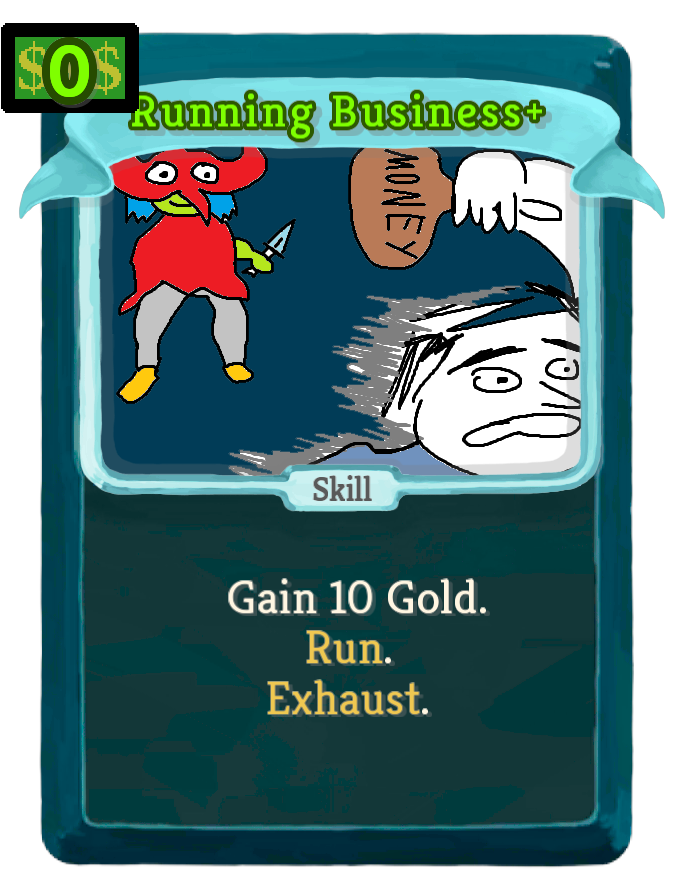 $0$
Running Business+
MONEY
Skill
Gain 10 Gold.
Run.
Exhaust.